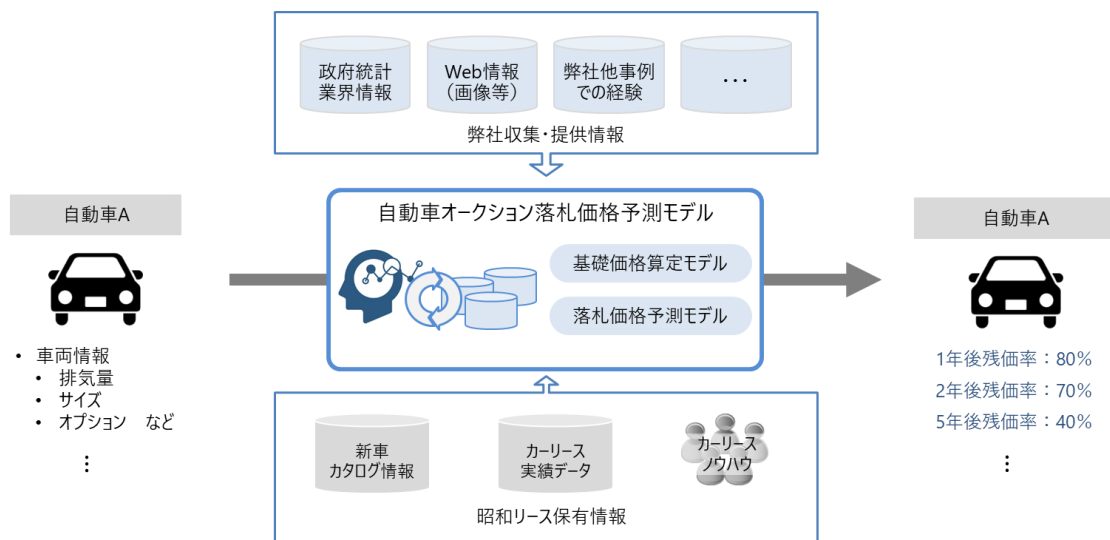 政府統計
業界情報
Web情報
（画像等）
弊社他事例
での経験
…
弊社収集・提供情報
自動車A
• 車両情報
• 排気量
• サイズ
• オプション など
⋮
自動車オークション落札価格予測モデル
基礎価格算定モデル
落札価格予測モデル
自動車A
1年後残価率：80%
2年後残価率：70%
5年後残価率：40%
⋮
新車
カタログ情報
カーリース
実績データ
カーリース
ノウハウ
昭和リース保有情報